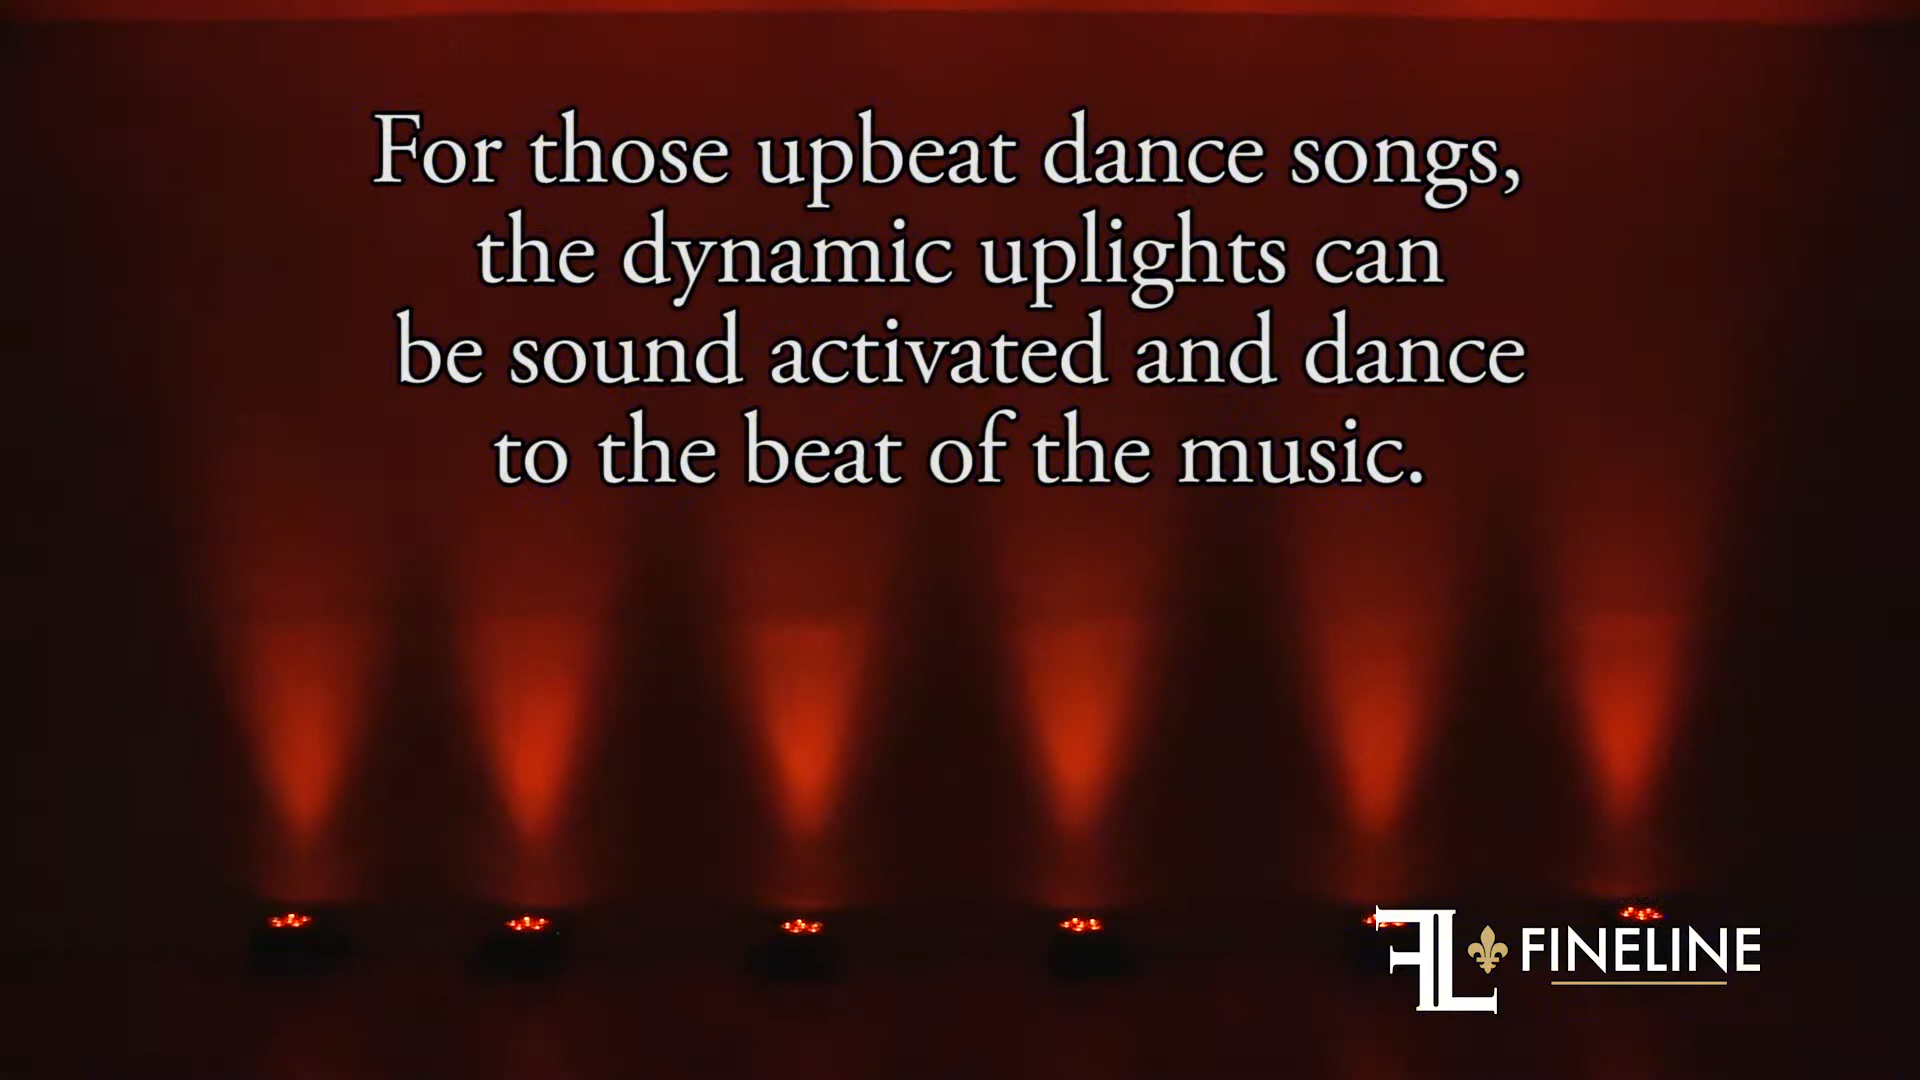 For those upbeat dance songs,
the dynamic uplights can
be sound activated and dance
to the beat of the music.
FL FINELINE